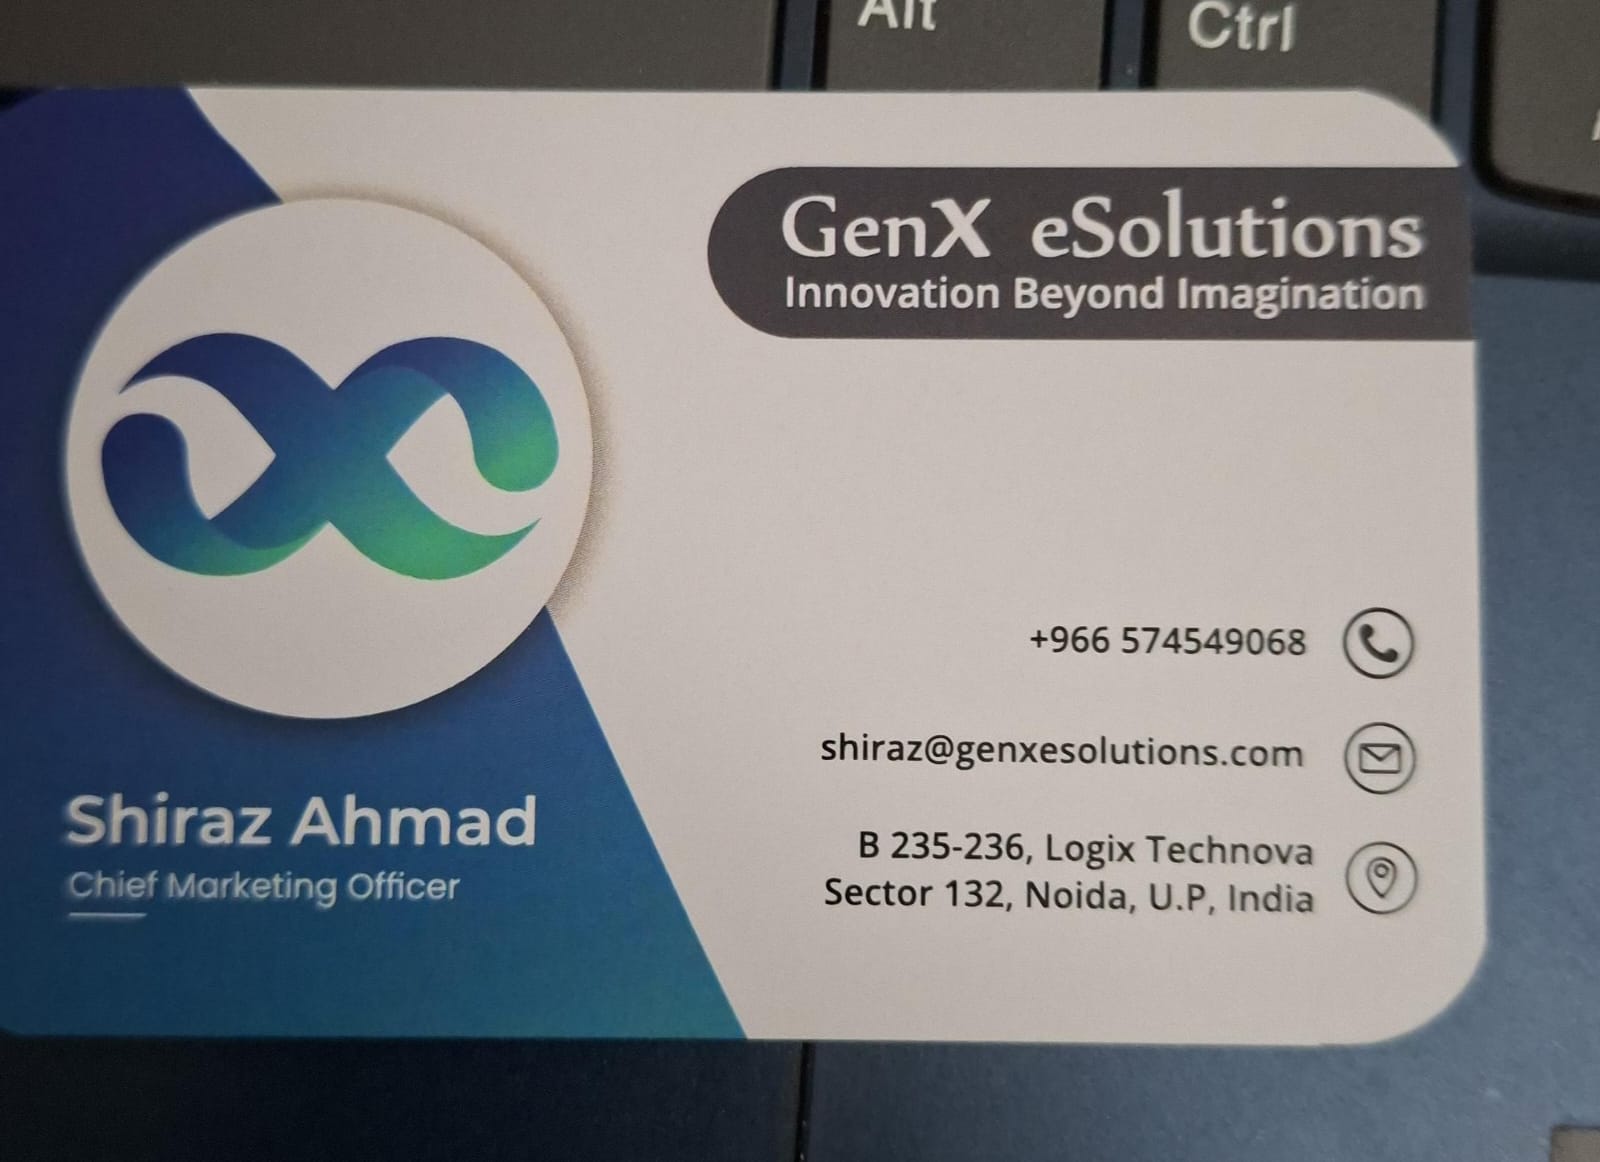 Alt
Ctrl
GenX eSolutions
Innovation Beyond Imagination
+966 574549068
shiraz@genxesolutions.com
B 235-236, Logix Technova
Sector 132, Noida, U.P, India
Shiraz Ahmad
Chief Marketing Officer